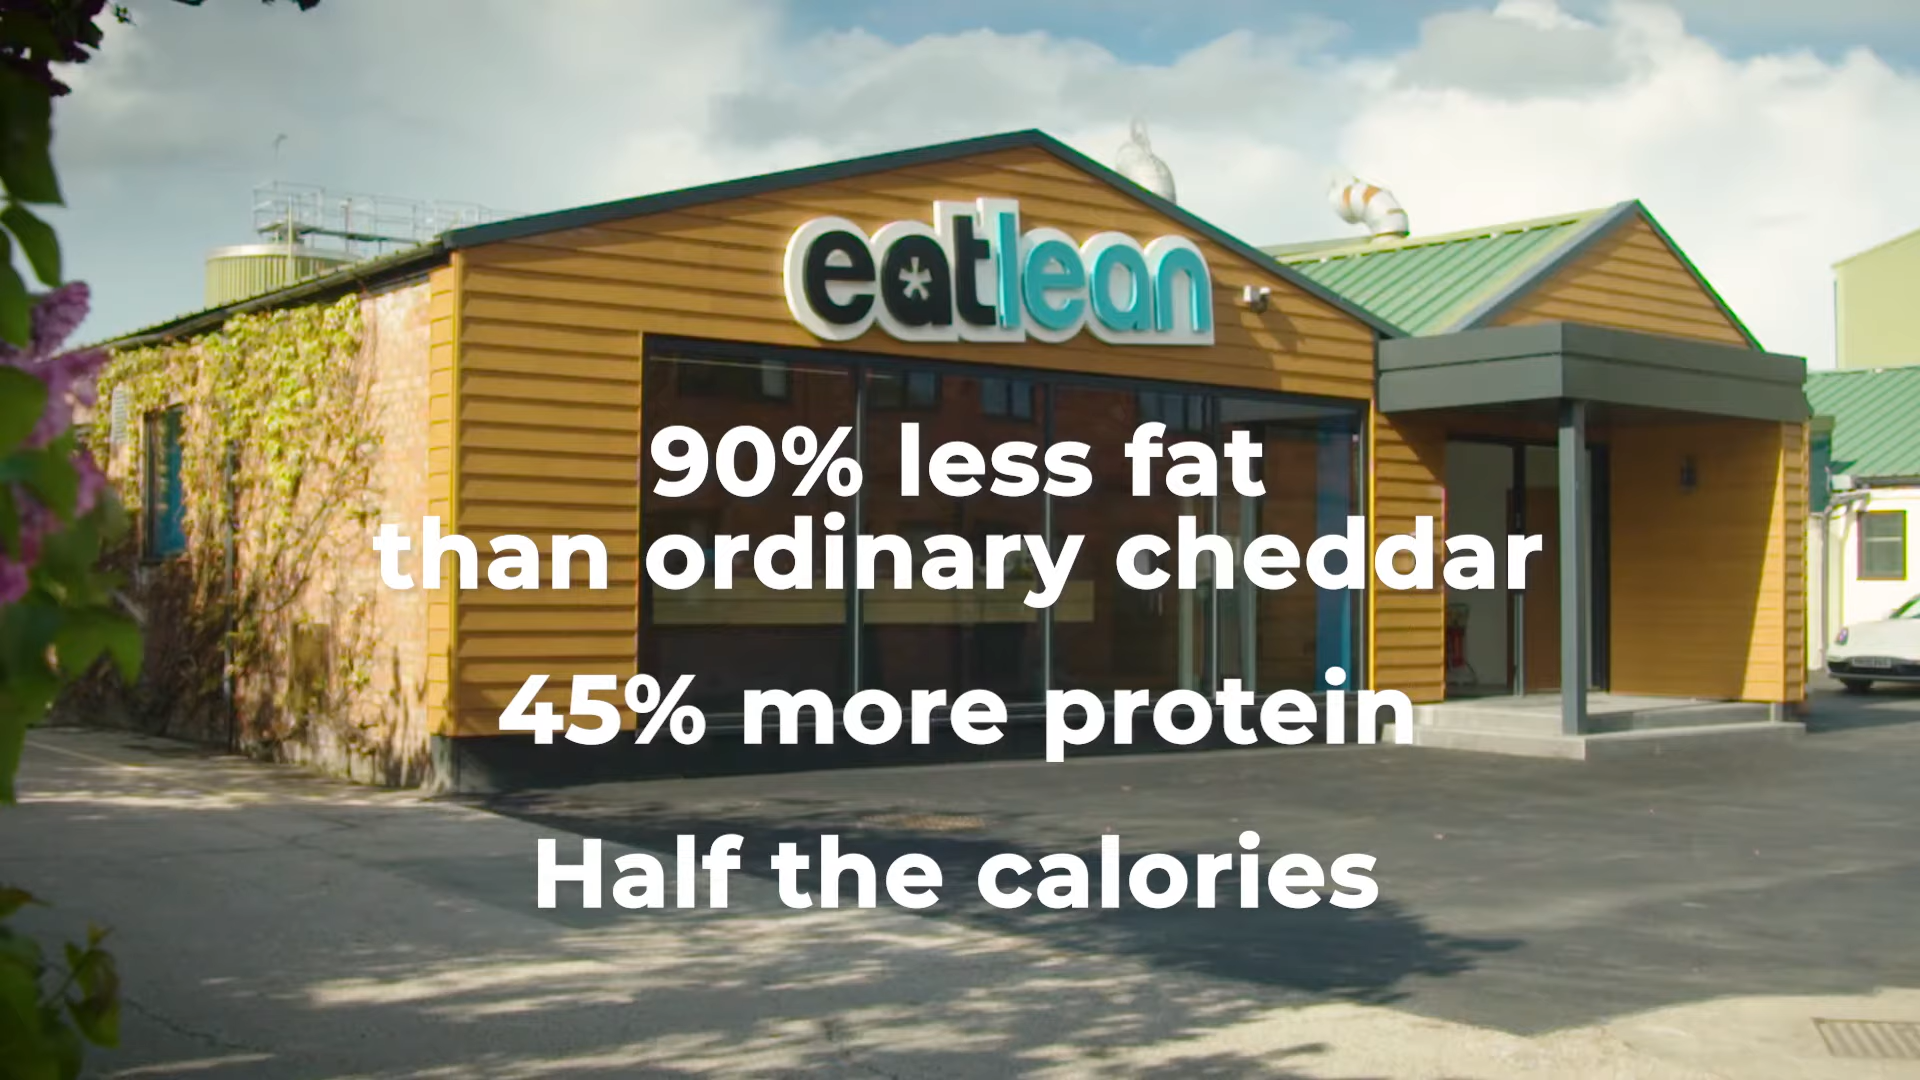 eatlean
90% less fat
than ordinary cheddar
45% more protein
Half the calories